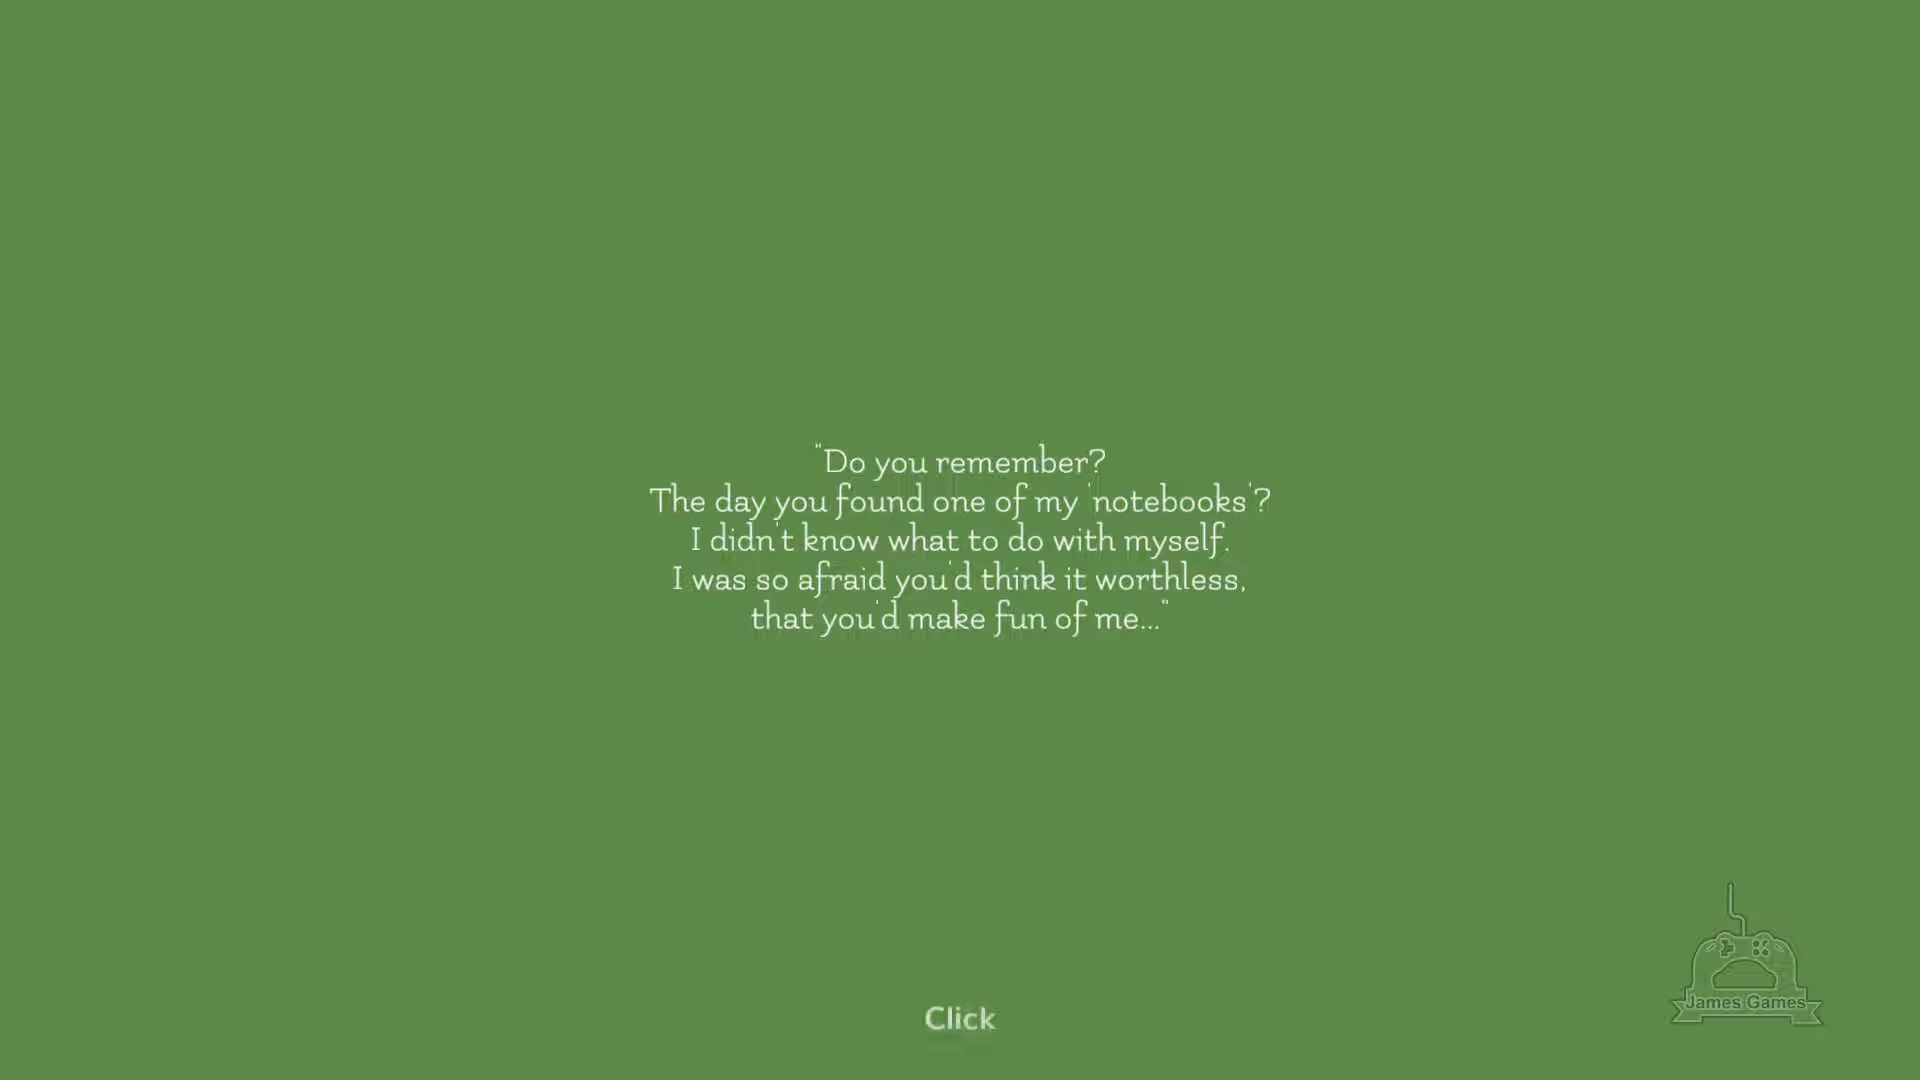 "Do you remember?
The day you found one of my 'notebooks'?
I didn't know what to do with myself.
I was so afraid you'd think it worthless,
that you'd make fun of me..."
Click
James Games